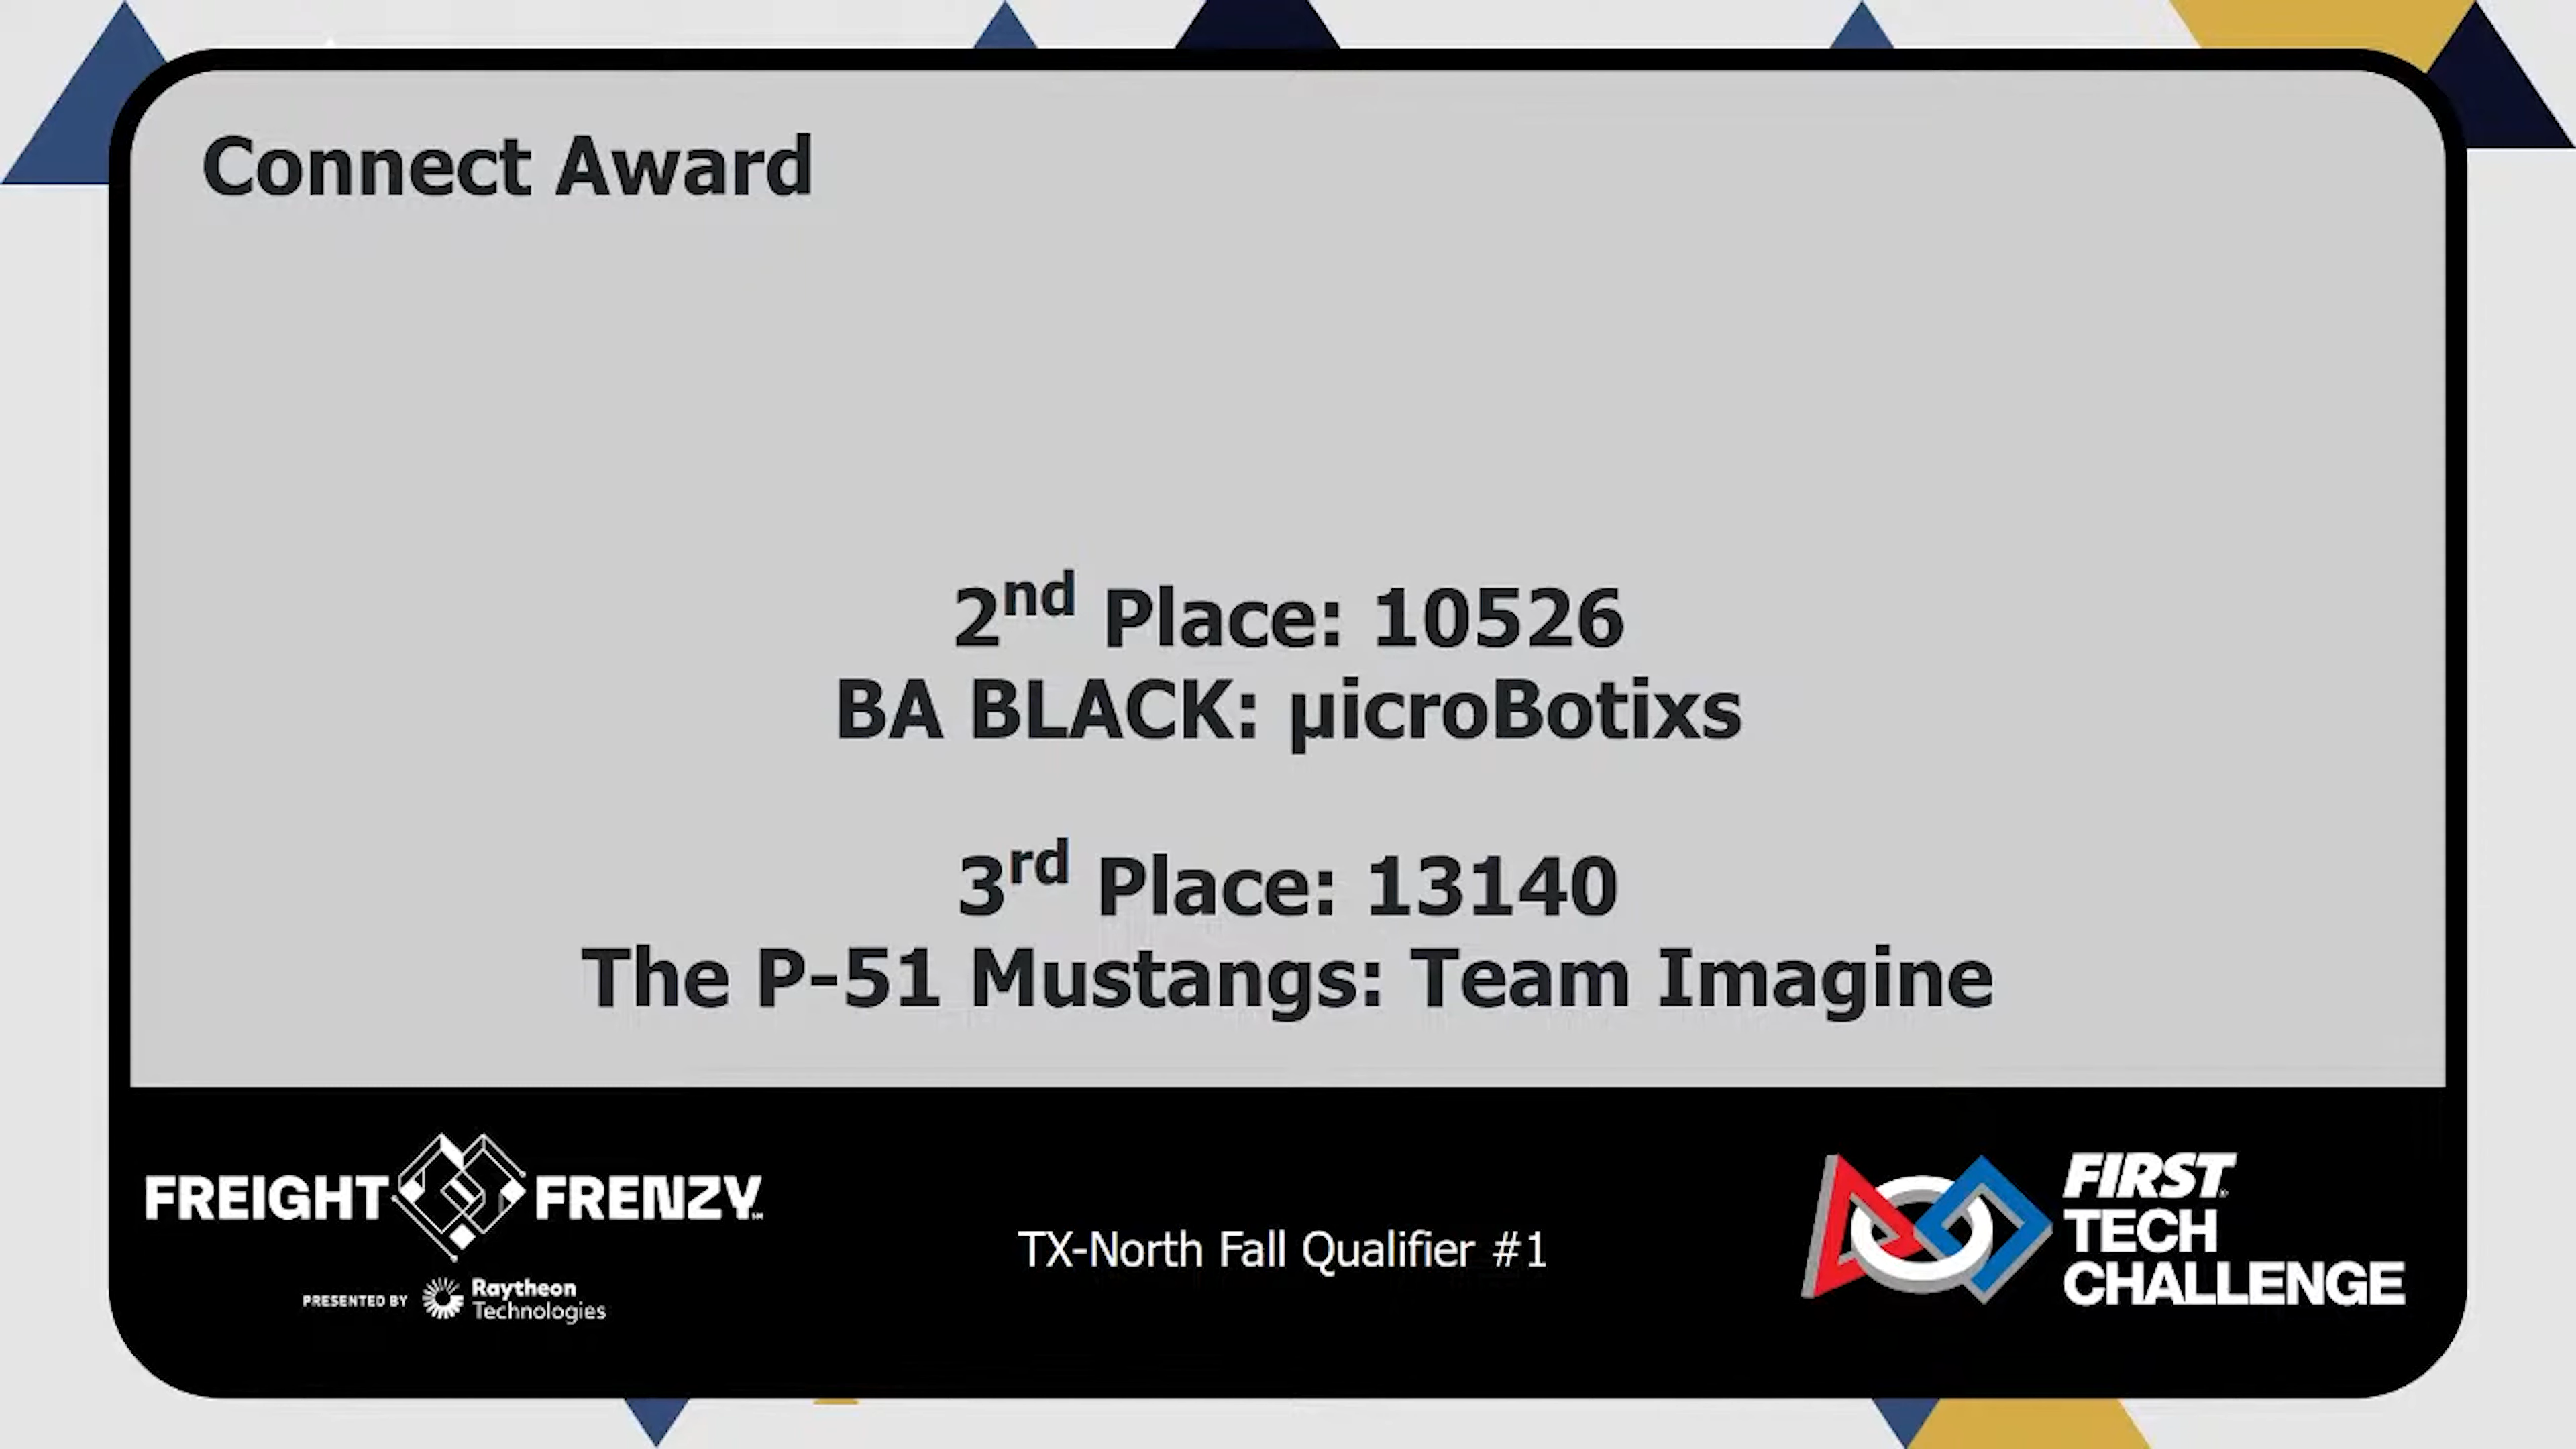 Connect Award
2nd Place: 10526
BA BLACK: µicroBotixs
3rd Place: 13140
The P-51 Mustangs: Team Imagine
FREIGHT FRENZY℠
PRESENTED BY Raytheon
Technologies
TX-North Fall Qualifier #1
FIRST®
TECH
CHALLENGE